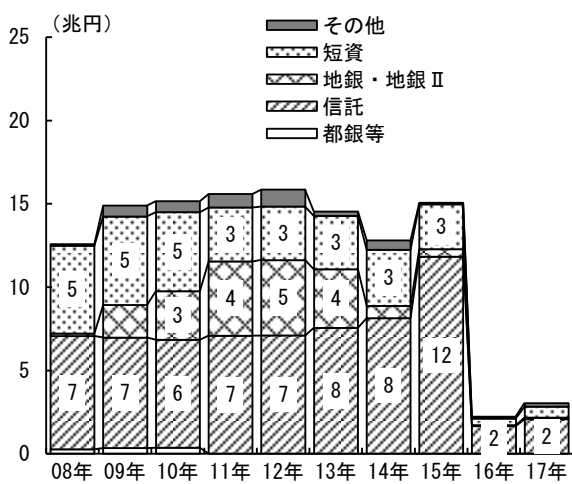 （兆円）
その他
短資
地銀・地銀Ⅱ
信託
都銀等
25
20
15
10
5
0
5 5 5 3 3 3 3 3
3 4 5 4
7 7 6 7 7 8 8 12 2 2
08年 09年 10年 11年 12年 13年 14年 15年 16年 17年